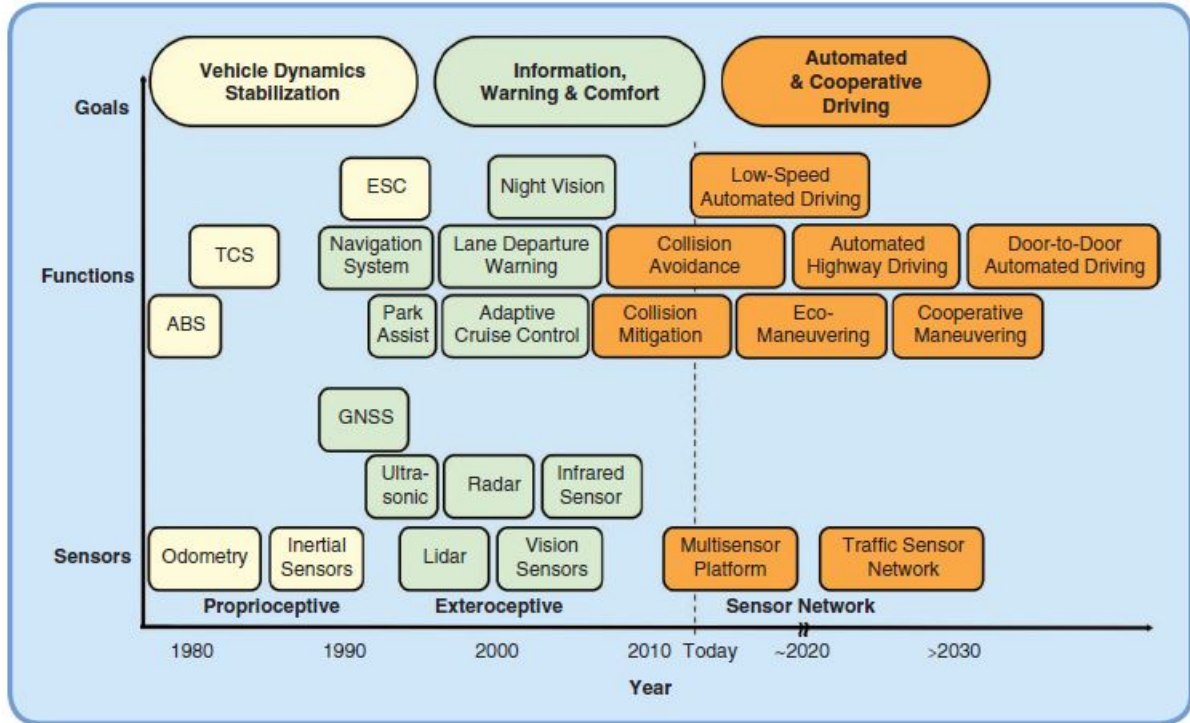 Vehicle Dynamics
Stabilization
Information,
Warning & Comfort
Automated
& Cooperative
Driving
Goals
ESC
Night Vision
Low-Speed
Automated Driving
Functions
TCS
Navigation
System
Lane Departure
Warning
Collision
Avoidance
Automated
Highway Driving
Door-to-Door
Automated Driving
ABS
Park
Assist
Adaptive
Cruise Control
Collision
Mitigation
Eco-
Maneuvering
Cooperative
Maneuvering
GNSS
Ultra-
sonic
Radar
Infrared
Sensor
Sensors
Odometry
Inertial
Sensors
Lidar
Vision
Sensors
Multisensor
Platform
Traffic Sensor
Network
Proprioceptive
Exteroceptive
Sensor Network
1980
1990
2000
2010
Today
~2020
>2030
Year